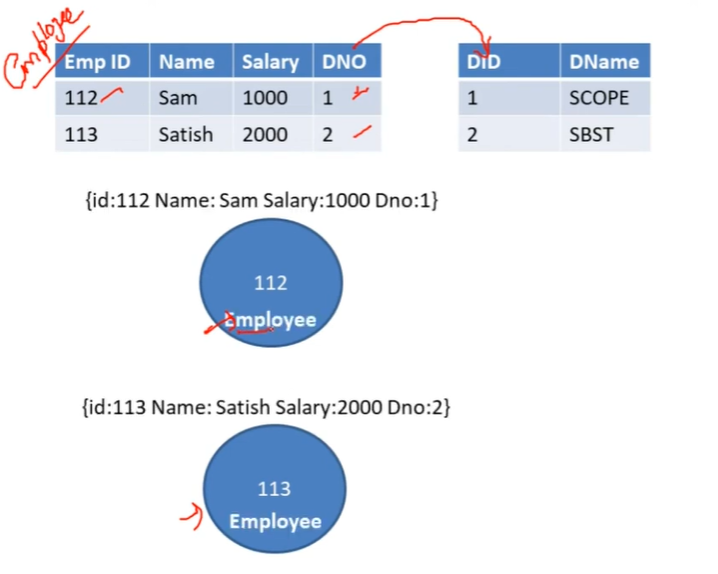 Employee
Emp ID Name Salary DNO
112 Sam 1000 1
113 Satish 2000 2
DID DName
1 SCOPE
2 SBST
{id:112 Name: Sam Salary:1000 Dno:1}
112
Employee
{id:113 Name: Satish Salary:2000 Dno:2}
113
Employee